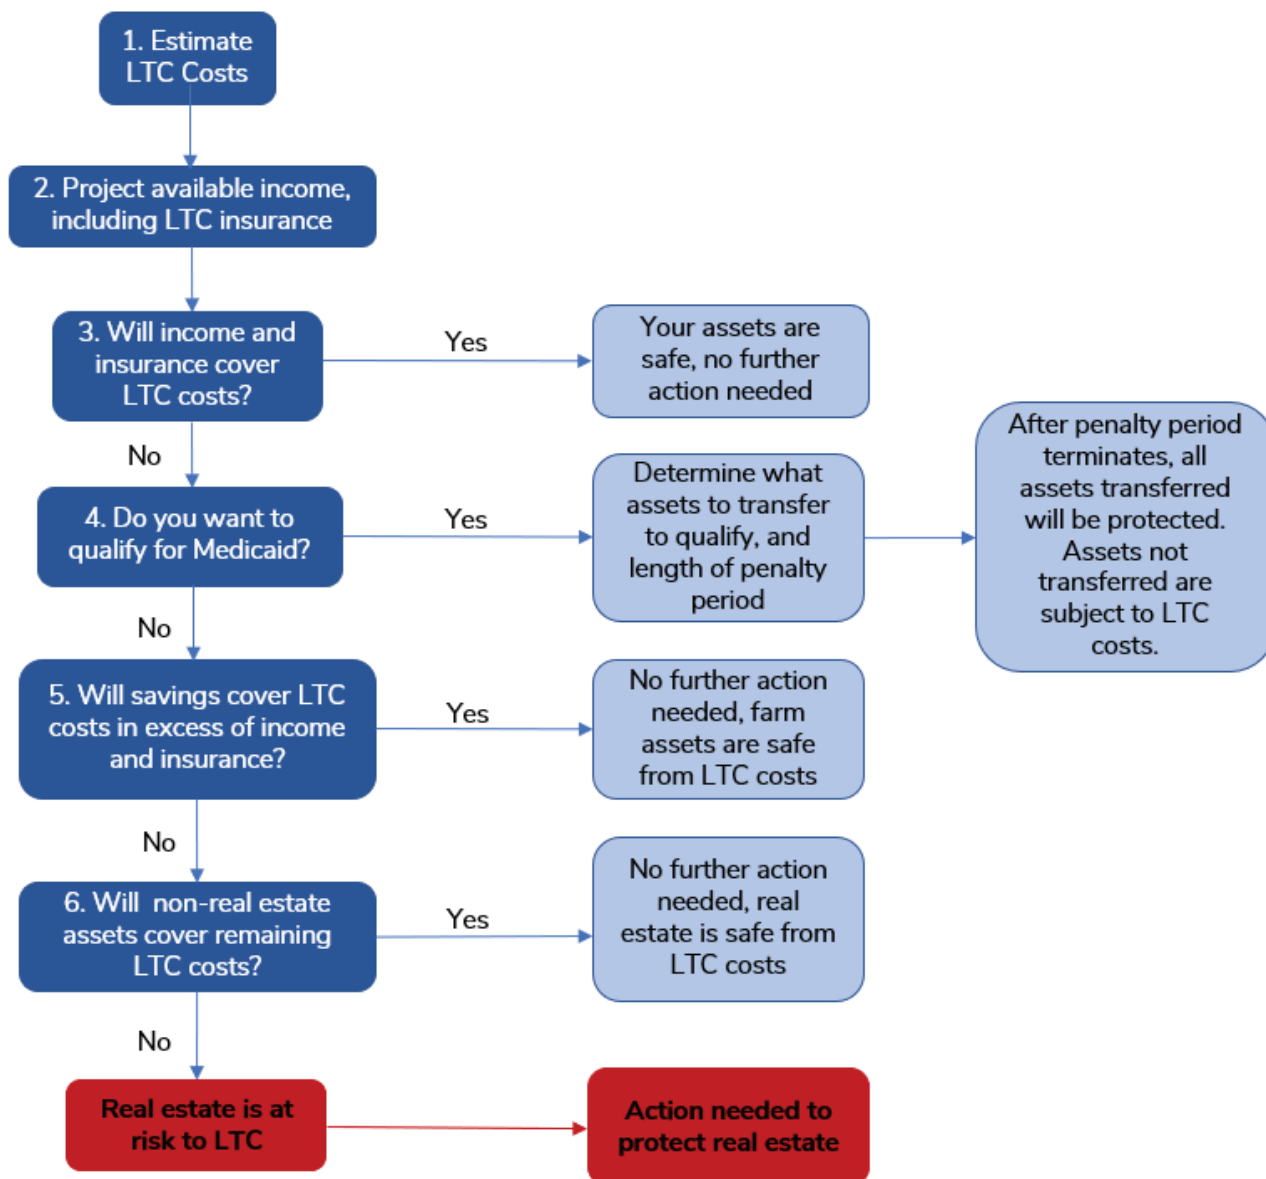 1. Estimate
LTC Costs
2. Project available income,
including LTC insurance
3. Will income and
insurance cover
LTC costs?
Yes
Your assets are
safe, no further
action needed
No
4. Do you want to
qualify for Medicaid?
Yes
Determine what
assets to transfer
to qualify, and
length of penalty
period
After penalty period
terminates, all
assets transferred
will be protected.
Assets not
transferred are
subject to LTC
costs.
No
5. Will savings cover LTC
costs in excess of income
and insurance?
Yes
No further action
needed, farm
assets are safe
from LTC costs
No
6. Will  non-real estate
assets cover remaining
LTC costs?
Yes
No further action
needed, real
estate is safe from
LTC costs
No
Real estate is at
risk to LTC
Action needed to
protect real estate